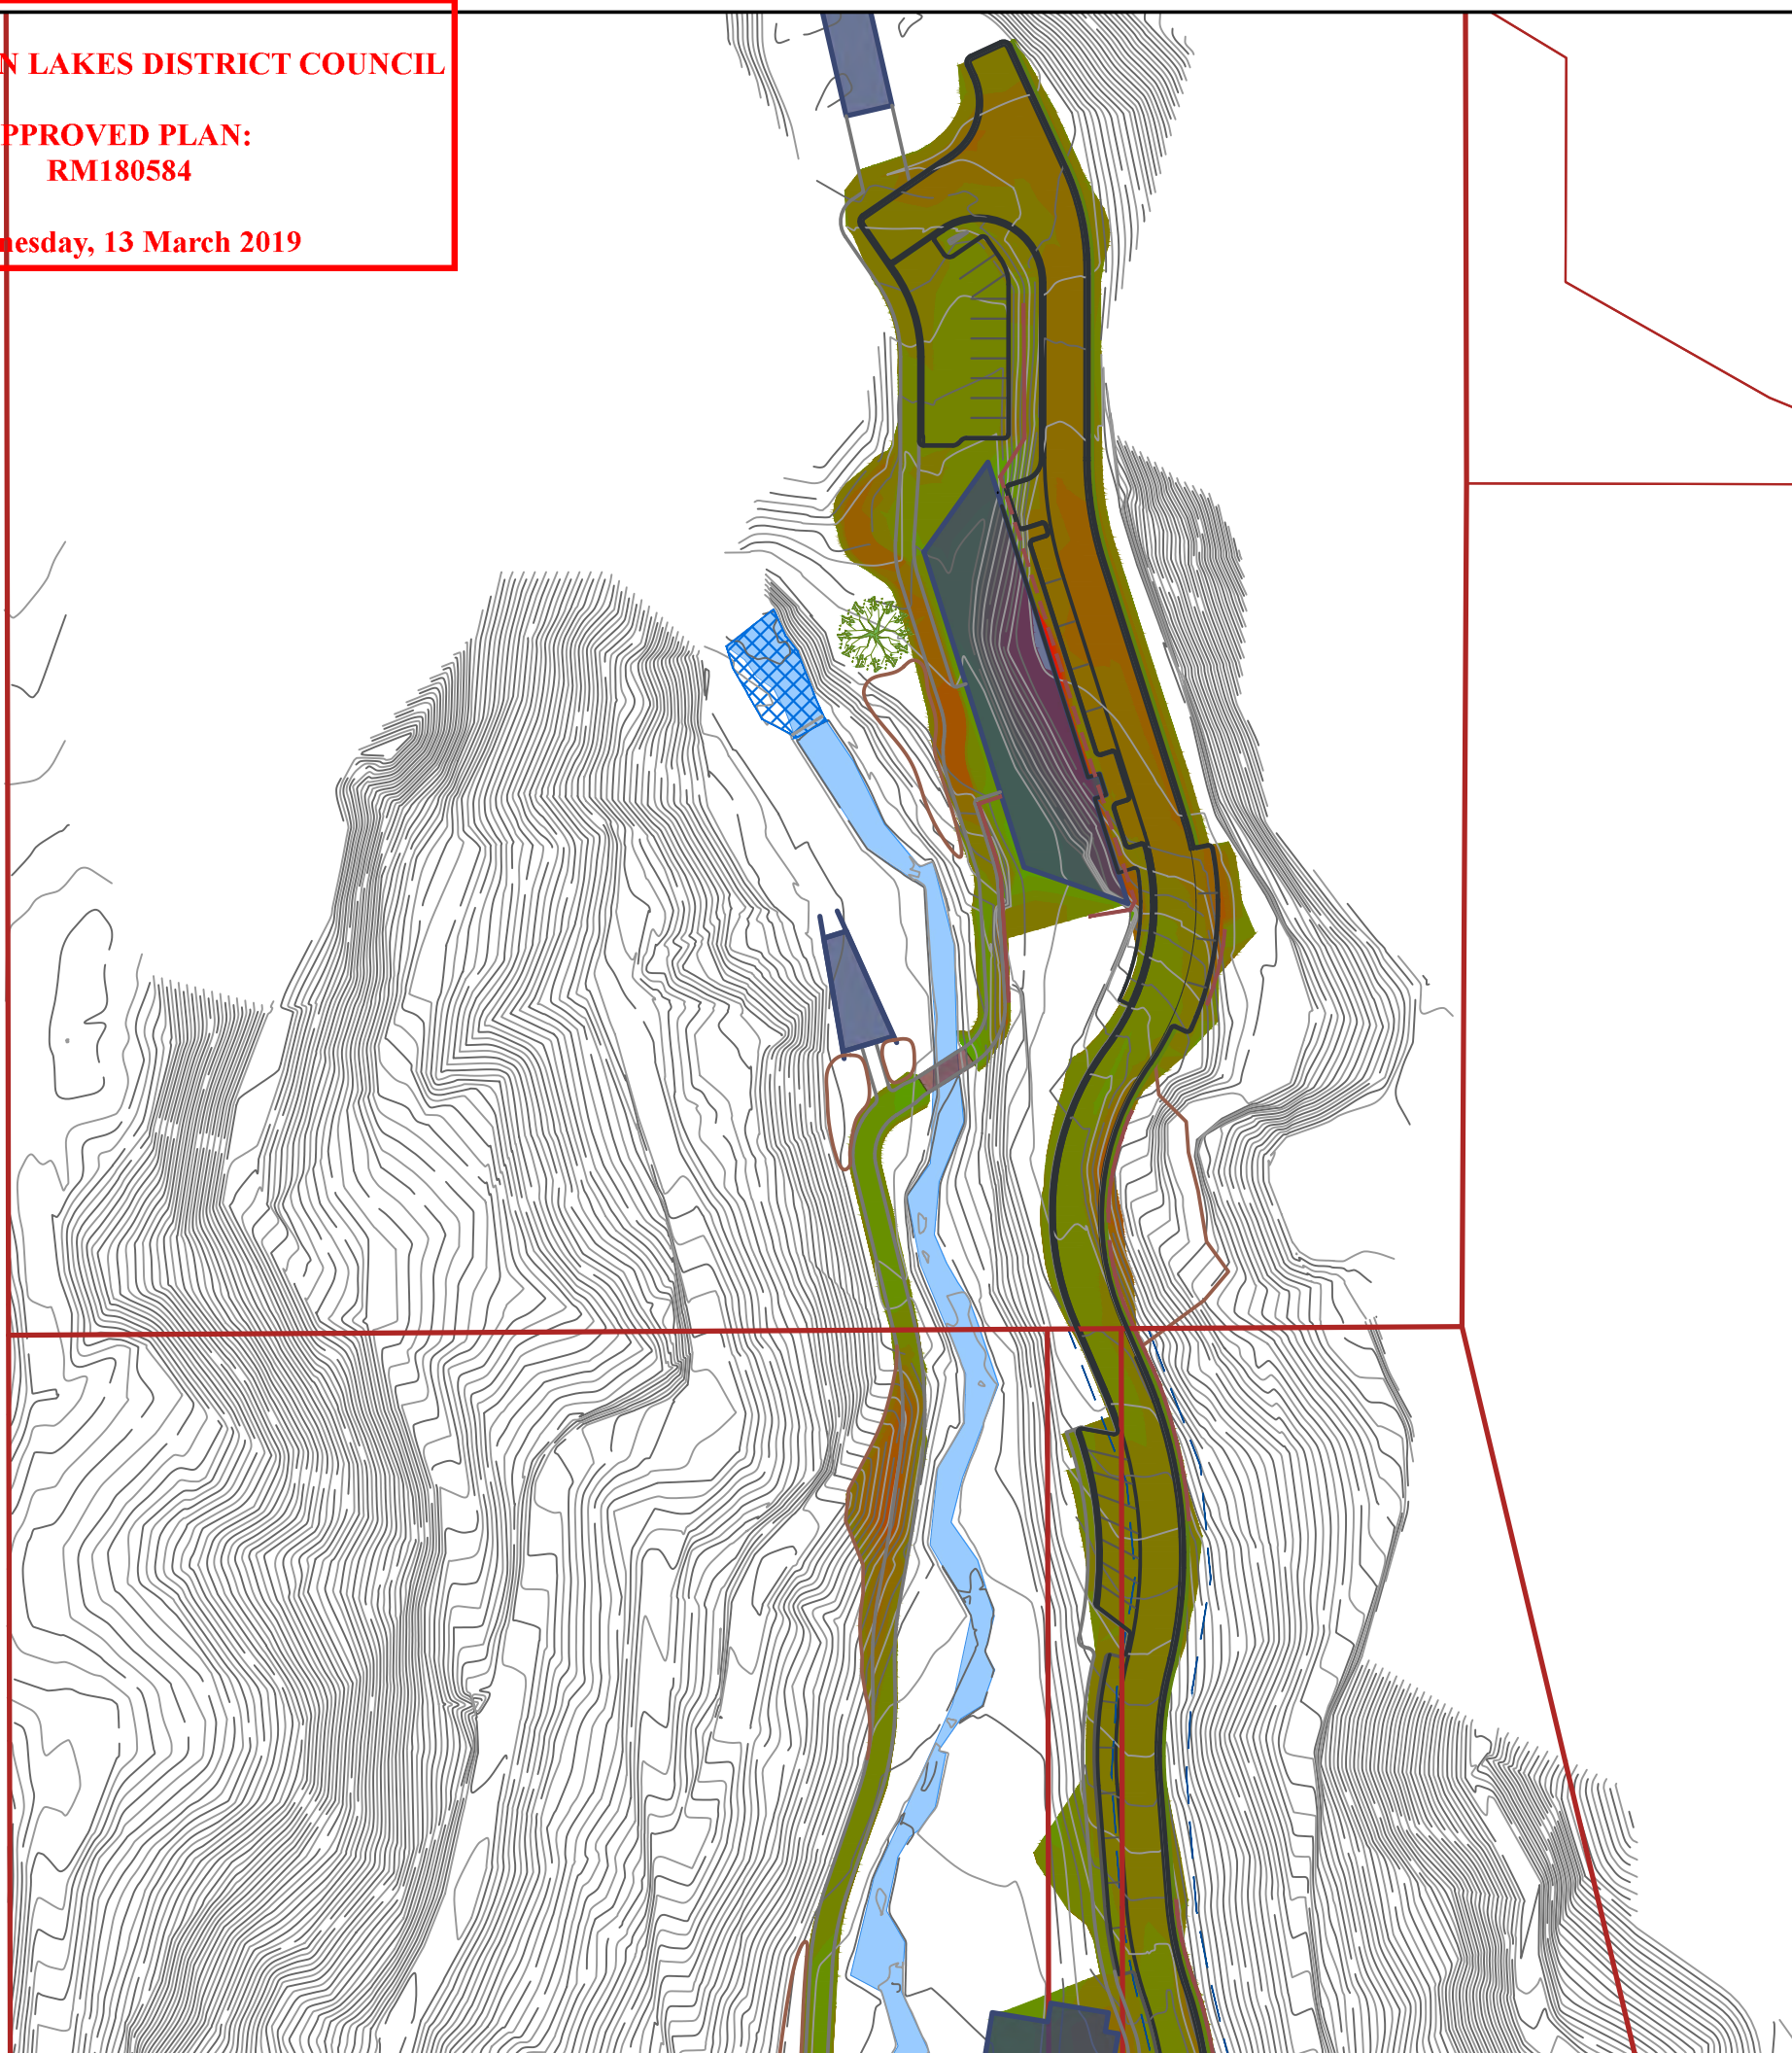 N LAKES DISTRICT COUNCIL
PPROVED PLAN:
RM180584
nesday, 13 March 2019